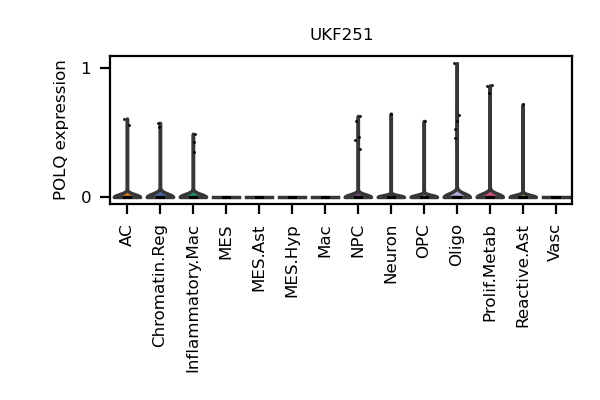 UKF251
POLQ expression
1
0
AC
Chromatin.Reg
Inflammatory.Mac
MES
MES.Ast
MES.Hyp
Mac
NPC
Neuron
OPC
Oligo
Prolif.Metab
Reactive.Ast
Vasc